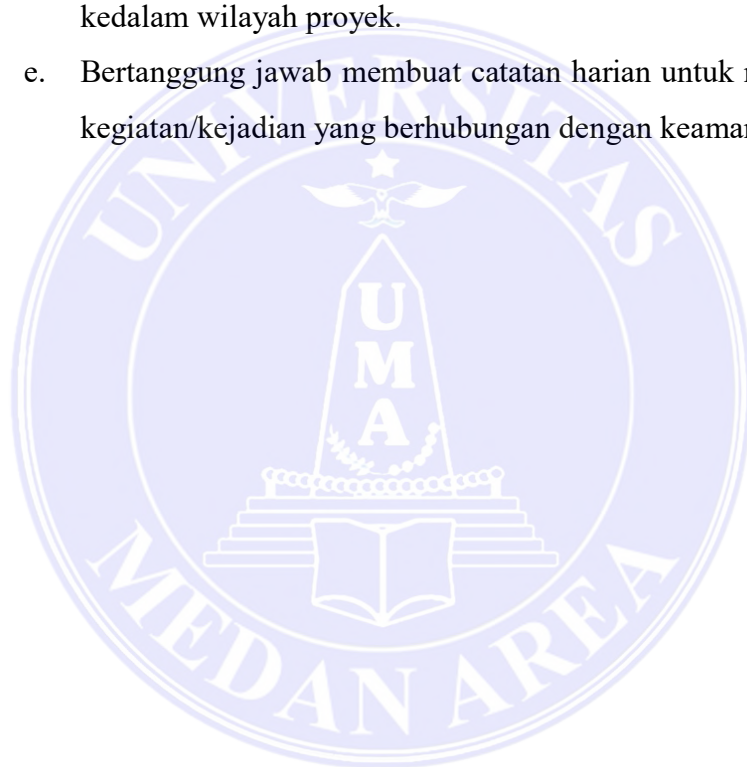 kedalam wilayah proyek.
e. Bertanggung jawab membuat catatan harian untuk
kegiatan/kejadian yang berhubungan dengan
UNIVERSITAS
U
M
A
MEDAN AREA